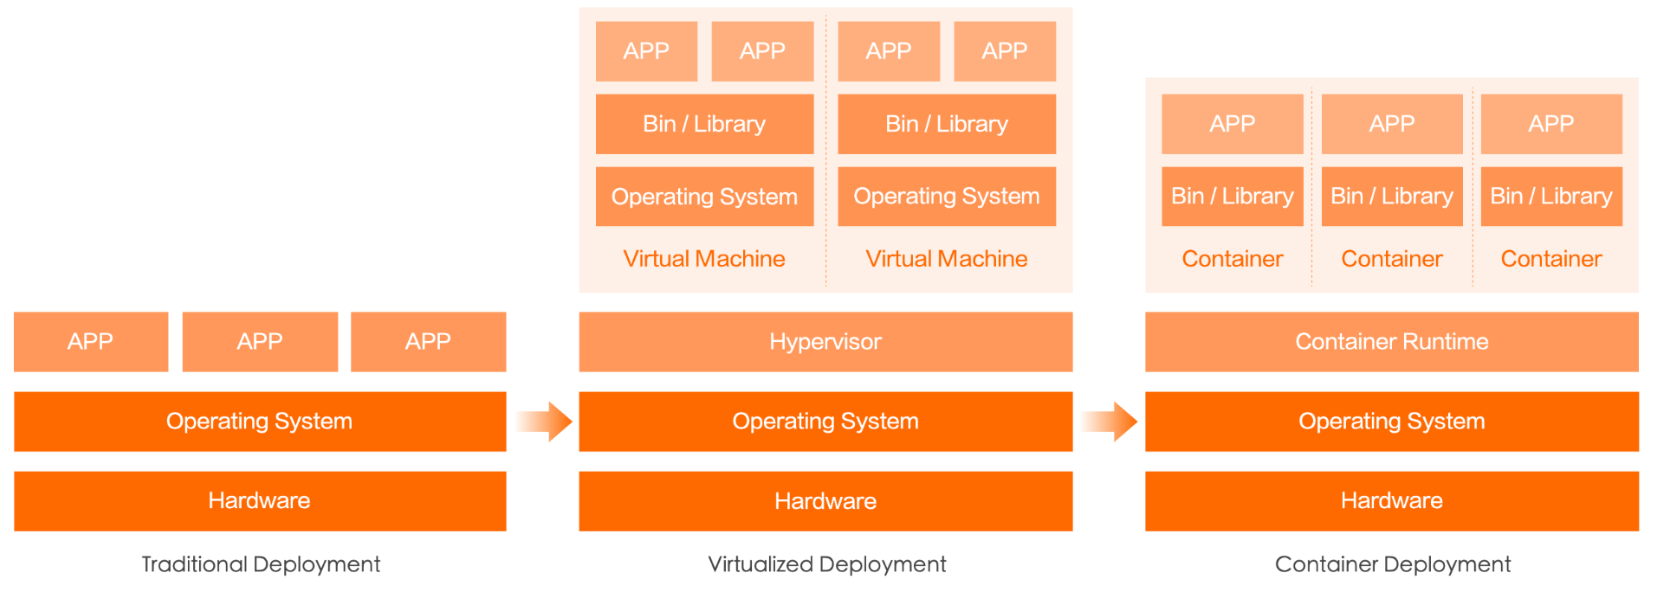 APP
APP
APP
Operating System
Hardware
Traditional Deployment
APP
APP
APP
APP
Bin / Library
Bin / Library
Operating System
Operating System
Virtual Machine
Virtual Machine
Hypervisor
Operating System
Hardware
Virtualized Deployment
APP
APP
APP
Bin / Library
Bin / Library
Bin / Library
Container
Container
Container
Container Runtime
Operating System
Hardware
Container Deployment